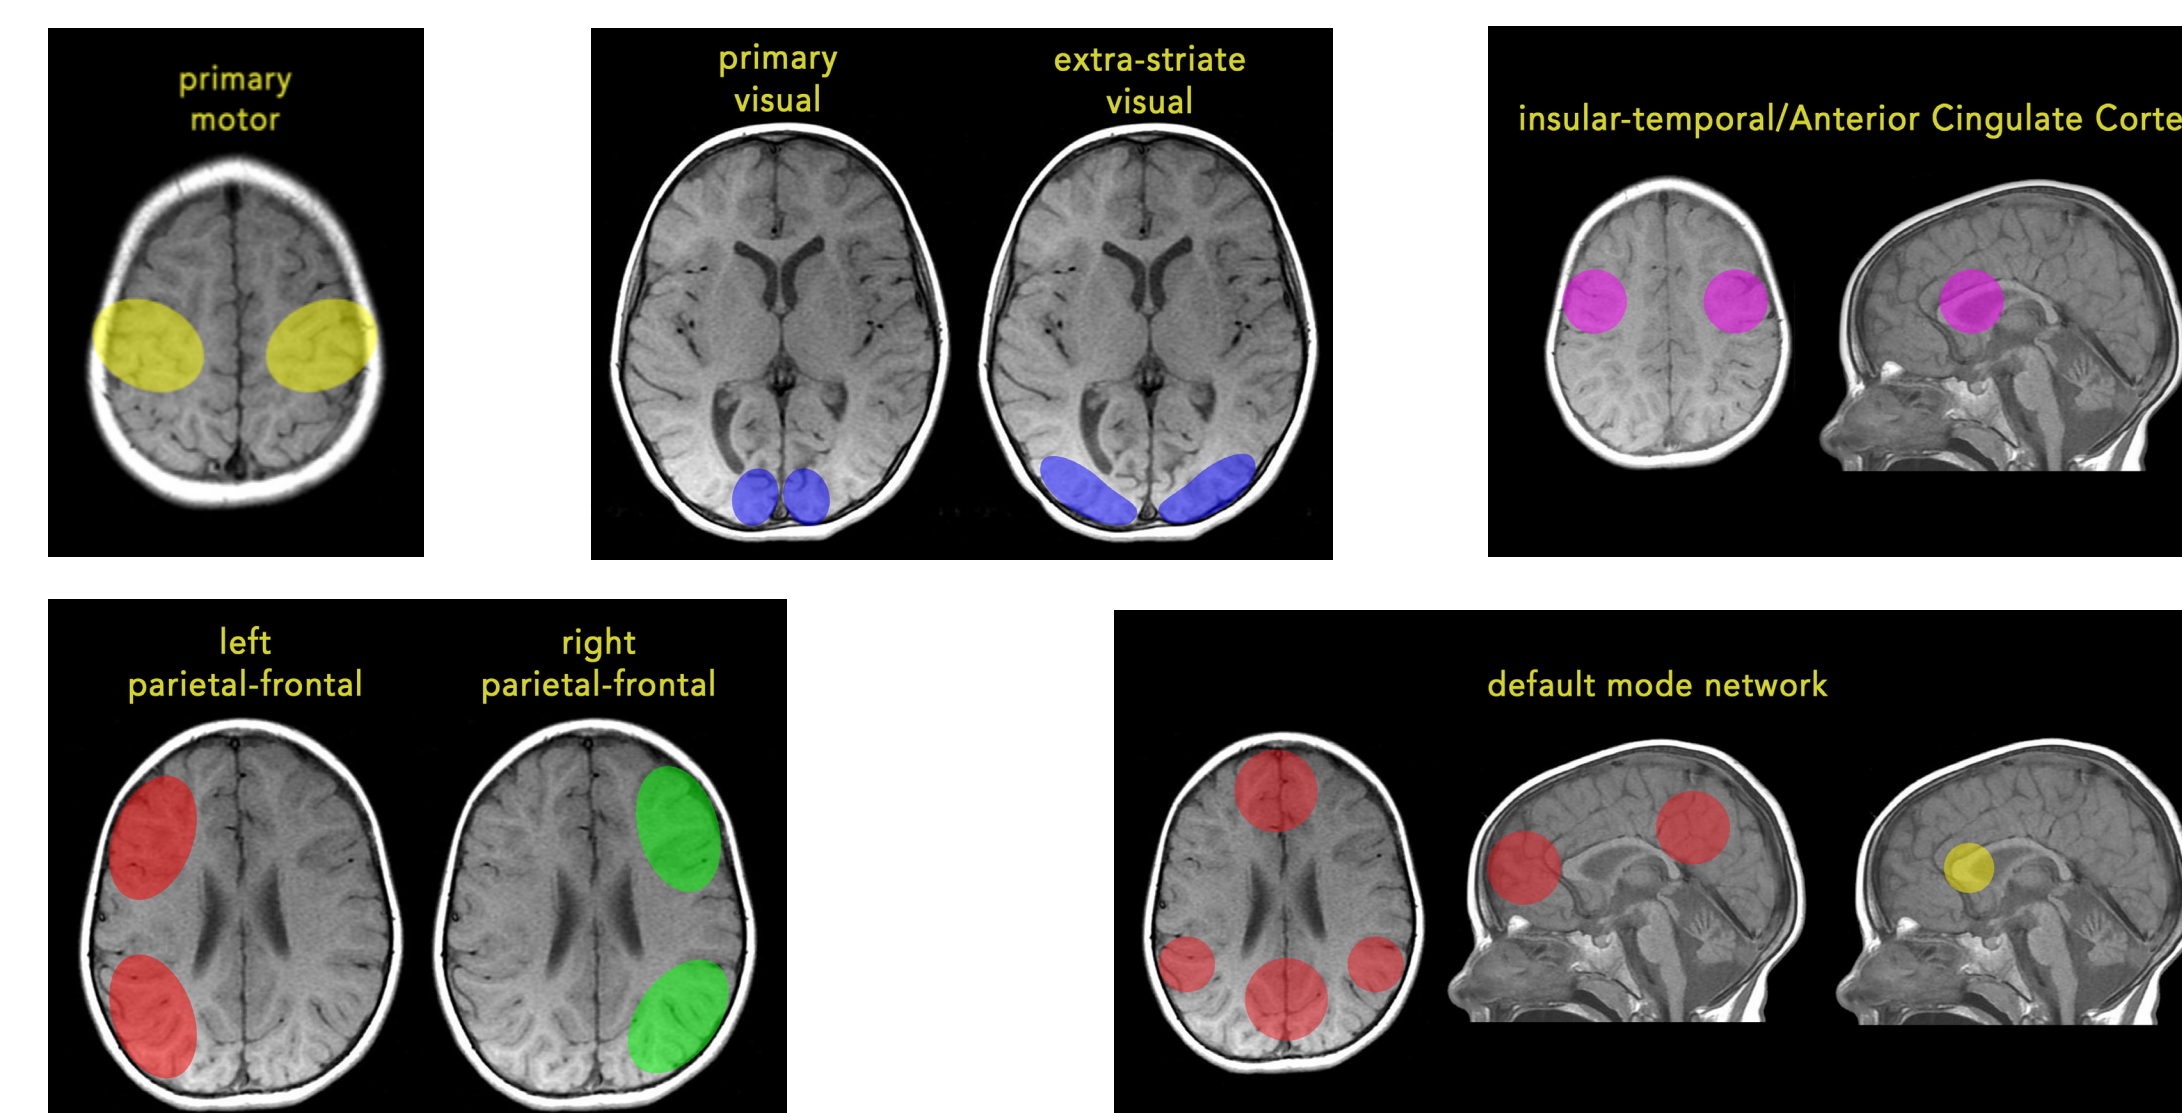 primary
motor
primary
visual
extra-striate
visual
insular-temporal/Anterior Cingulate Corte
left
parietal-frontal
right
parietal-frontal
default mode network